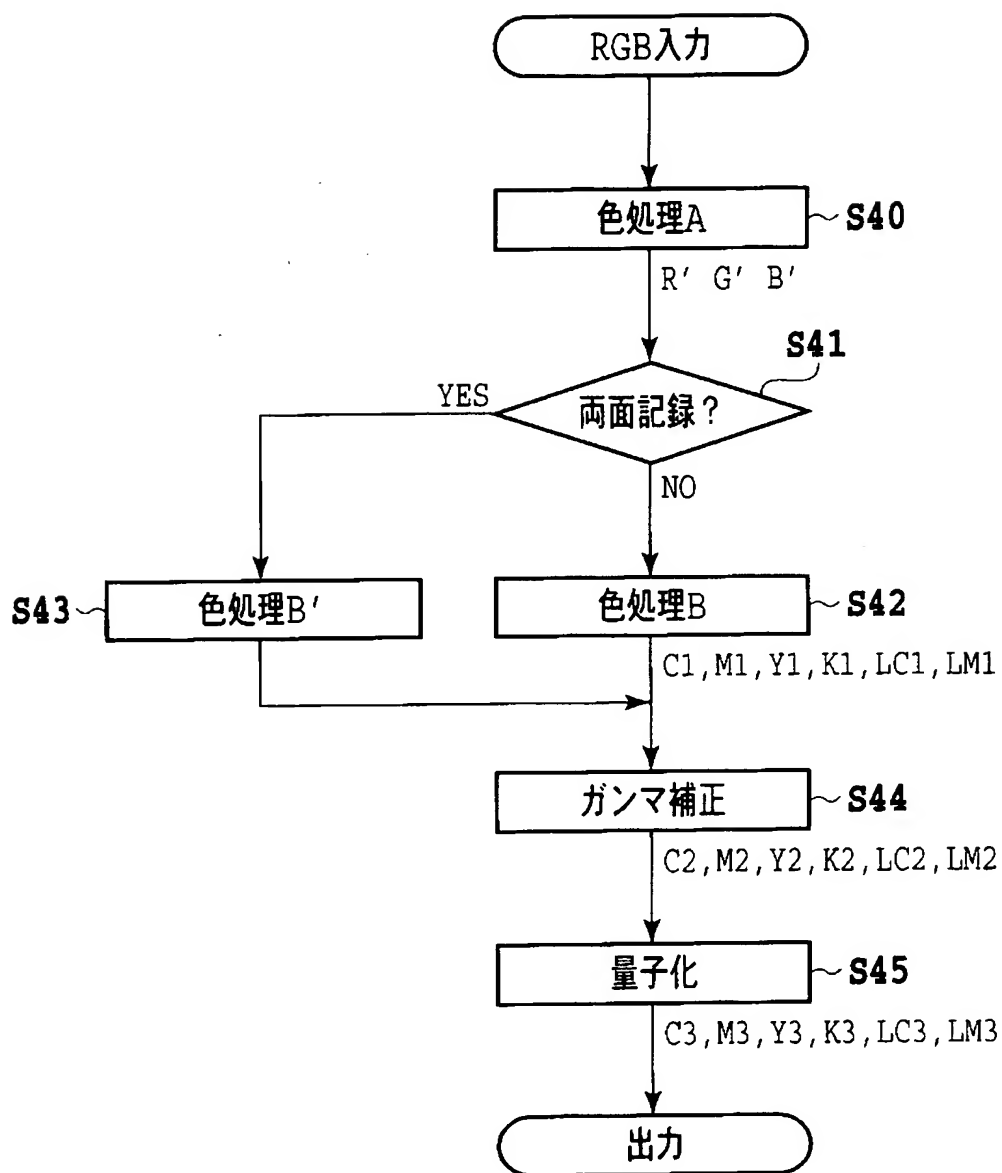 RGB入力
色処理A
S40
R' G' B'
S41
YES
両面記録？
NO
S43
色処理B'
色処理B
S42
C1,M1,Y1,K1,LC1,LM1
ガンマ補正
S44
C2,M2,Y2,K2,LC2,LM2
量子化
S45
C3,M3,Y3,K3,LC3,LM3
出力